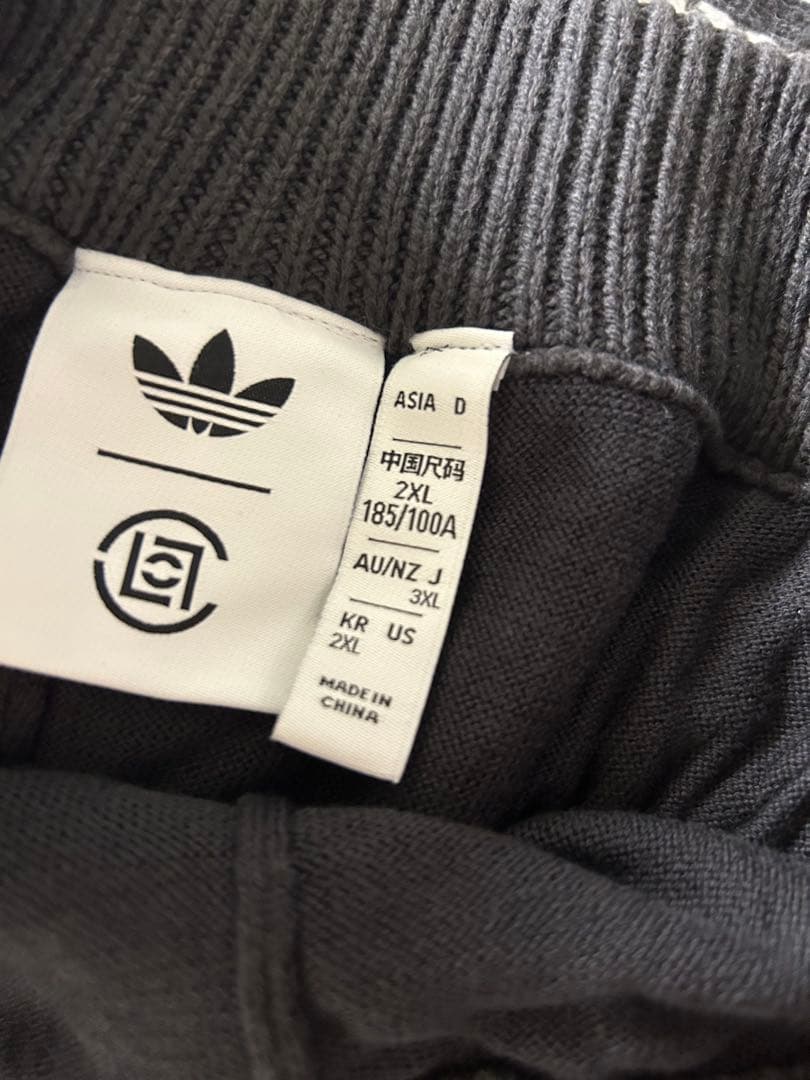 ASIA D
中国尺码
2XL
185/100A
AU/NZ J
3XL
KR US
2XL
MADE IN
CHINA